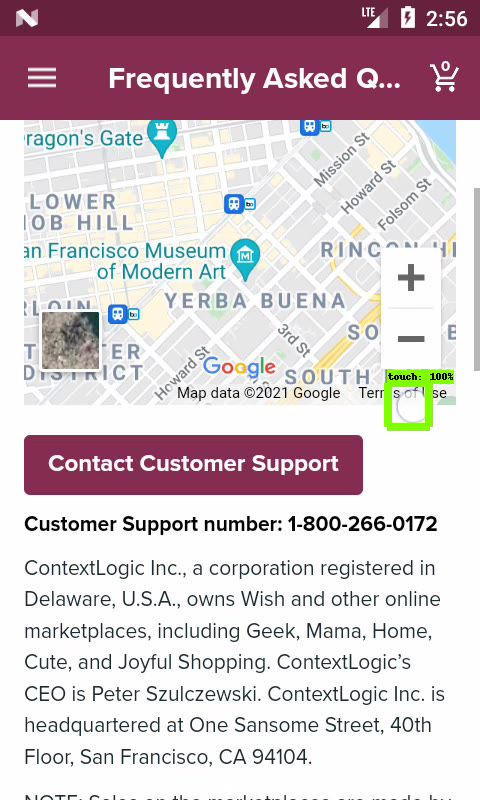 LTE 2:56
Frequently Asked Q... 0
ragon's Gate
Mission St
LOWER
OB HILL
Howard St
Folsom St
an Francisco Museum
of Modern Art
RINCON HI
YERBA BUENA
+
−
3rd St
SO B
TER
DISTRICT
Howard St
Google
SOUTH
touch: 100%
Map data ©2021 Google Terms of Use
Contact Customer Support
Customer Support number: 1-800-266-0172
ContextLogic Inc., a corporation registered in
Delaware, U.S.A., owns Wish and other online
marketplaces, including Geek, Mama, Home,
Cute, and Joyful Shopping. ContextLogic’s
CEO is Peter Szulczewski. ContextLogic Inc. is
headquartered at One Sansome Street, 40th
Floor, San Francisco, CA 94104.
NOTE: Sales on the marketplaces are made by